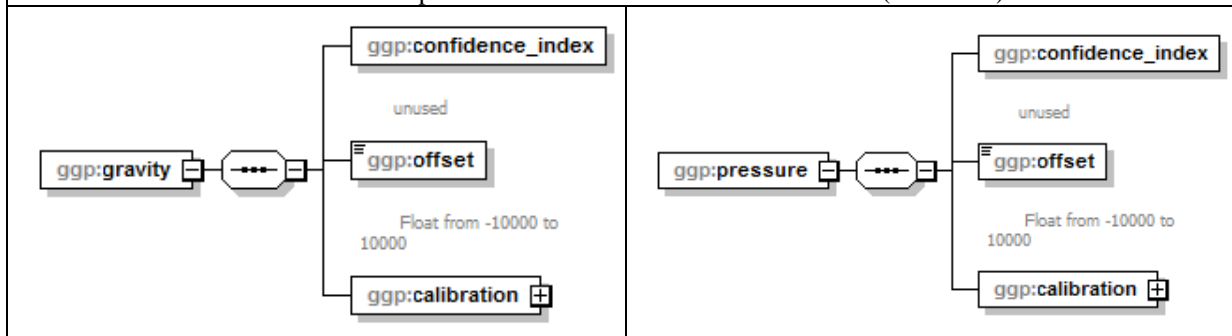 ggp:confidence_index
unused
ggp:gravity
ggp:offset
Float from -10000 to
10000
ggp:calibration
ggp:confidence_index
unused
ggp:pressure
ggp:offset
Float from -10000 to
10000
ggp:calibration